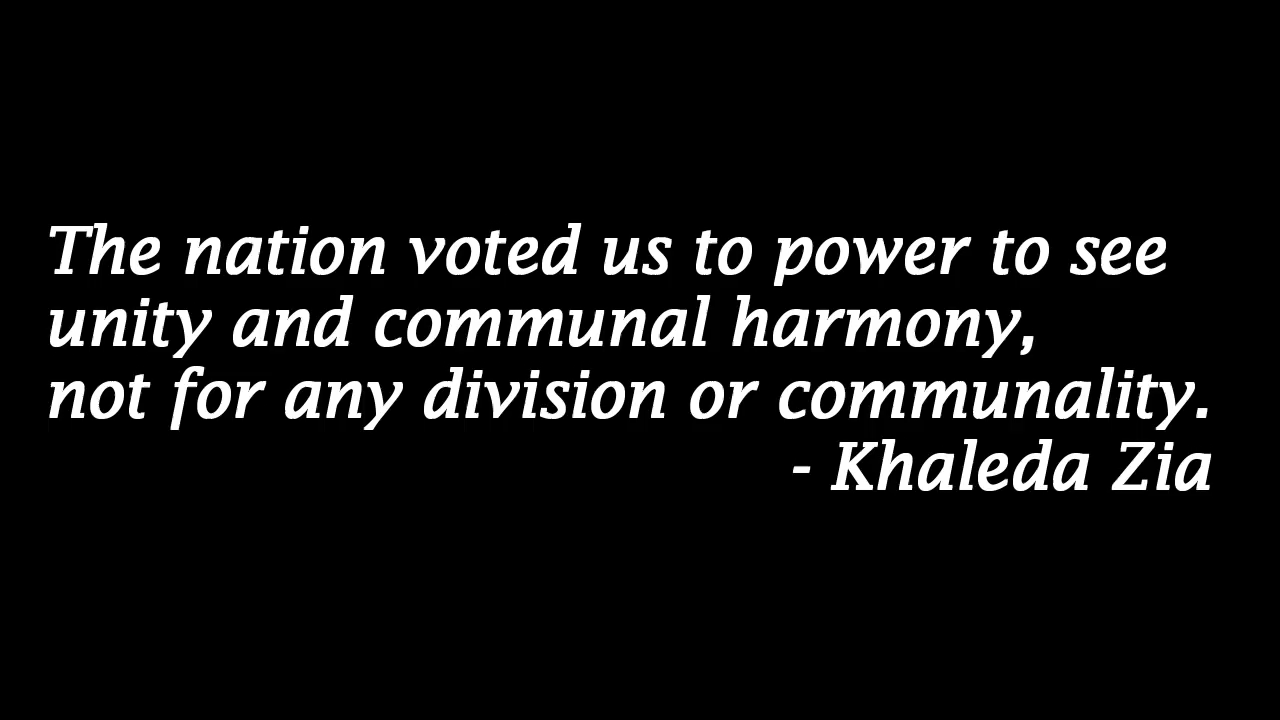 The nation voted us to power to see
unity and communal harmony,
not for any division or communality.
- Khaleda Zia